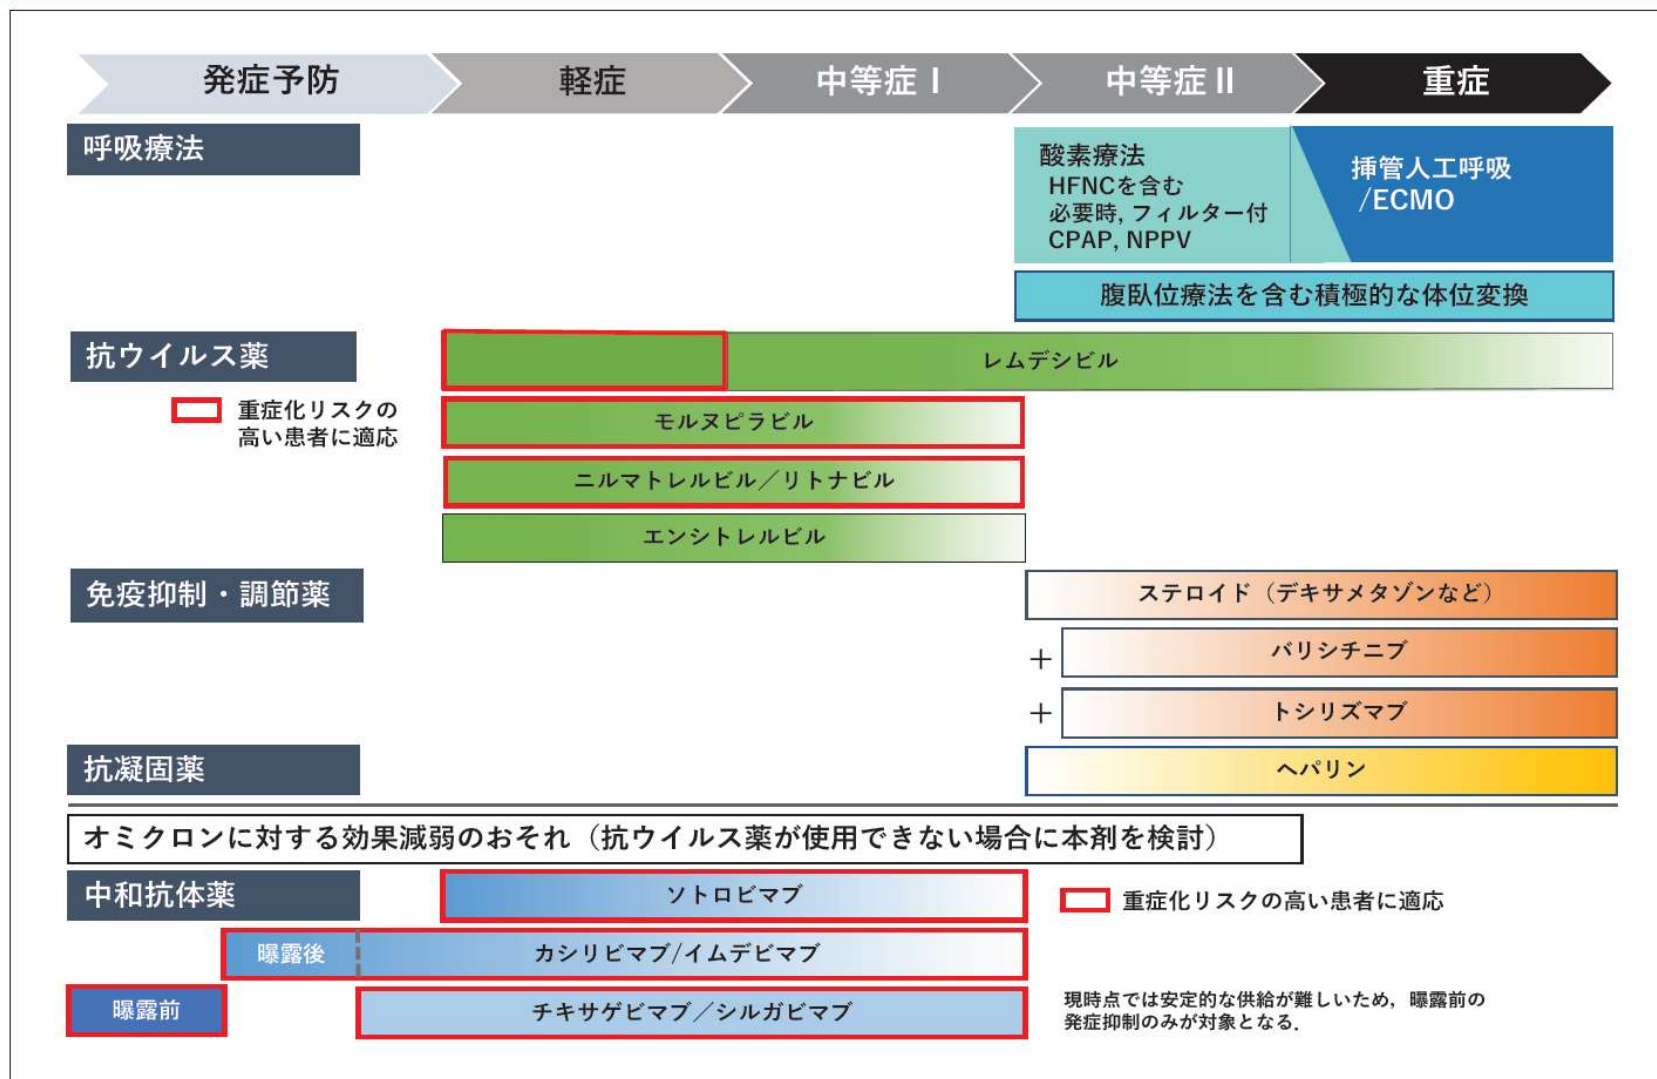 発症予防
軽症
中等症 I
中等症 II
重症
呼吸療法
酸素療法
HFNCを含む
必要時, フィルター付
CPAP, NPPV
挿管人工呼吸
/ECMO
腹臥位療法を含む積極的な体位変換
抗ウイルス薬
レムデシビル
重症化リスクの
高い患者に適応
モルヌピラビル
ニルマトレルビル／リトナビル
エンシトレルビル
免疫抑制・調節薬
ステロイド（デキサメタゾンなど）
+
バリシチニブ
+
トシリズマブ
抗凝固薬
ヘパリン
オミクロンに対する効果減弱のおそれ（抗ウイルス薬が使用できない場合に本剤を検討）
中和抗体薬
ソトロビマブ
重症化リスクの高い患者に適応
曝露後
カシリビマブ/イムデビマブ
曝露前
チキサゲビマブ／シルガビマブ
現時点では安定的な供給が難しいため，曝露前の
発症抑制のみが対象となる．